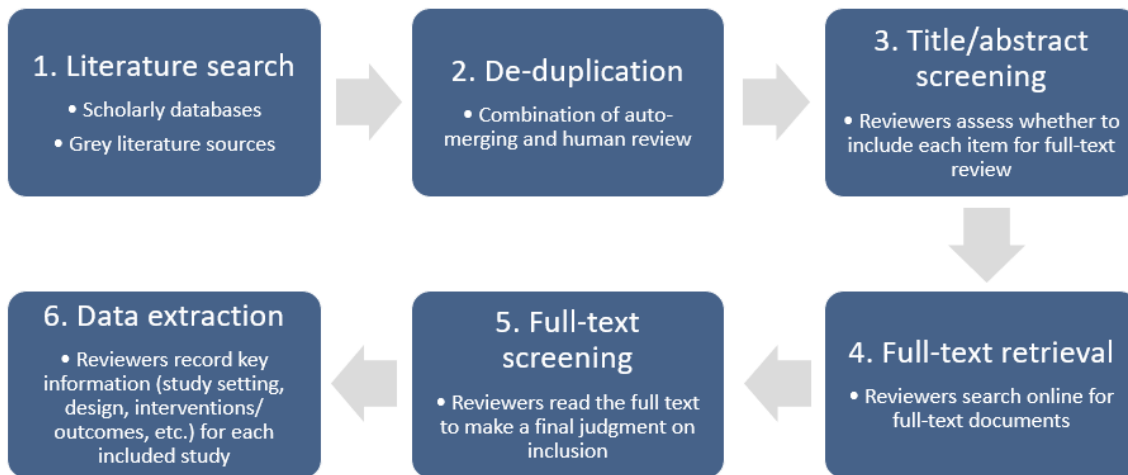 1. Literature search
• Scholarly databases
• Grey literature sources
2. De-duplication
• Combination of auto-
merging and human review
3. Title/abstract
screening
• Reviewers assess whether to
include each item for full-text
review
4. Full-text retrieval
• Reviewers search online for
full-text documents
5. Full-text
screening
• Reviewers read the full text
to make a final judgment on
inclusion
6. Data extraction
• Reviewers record key
information (study setting,
design, interventions/
outcomes, etc.) for each
included study